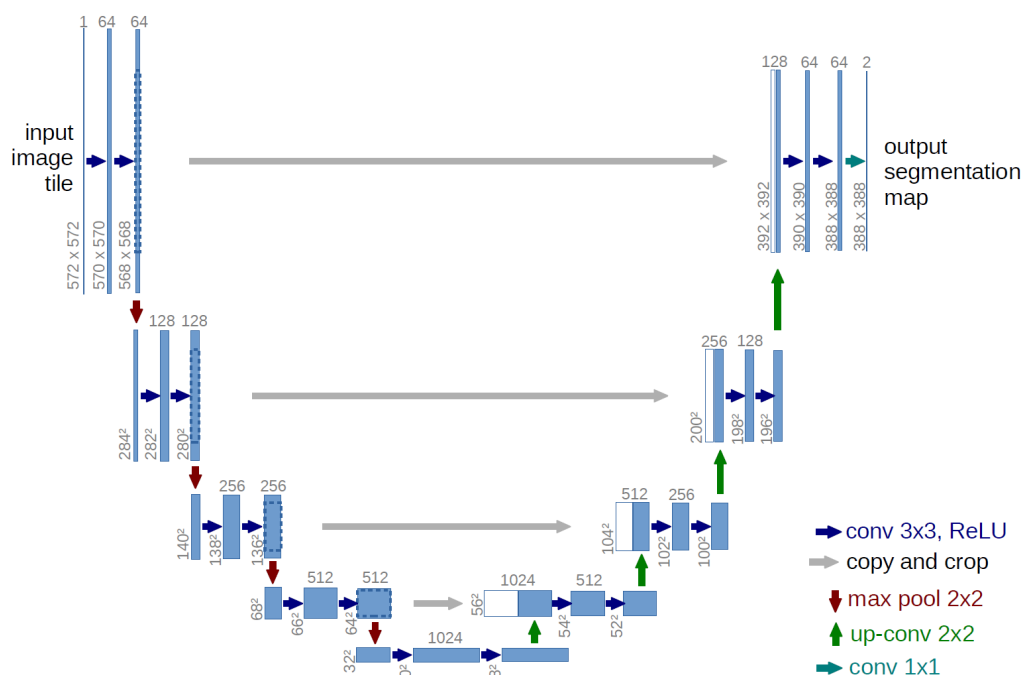 1 64 64
input
image
tile
572 x 572
570 x 570
568 x 568
128 64 64 2
output
segmentation
map
392 x 392
390 x 390
388 x 388
388 x 388
128 128
284²
282²
280²
256 128
200²
198²
196²
256 256
140²
138²
136²
512 256
104²
102²
100²
512 512
68²
66²
64²
1024 512
56²
54²
52²
1024
32²
conv 3x3, ReLU
copy and crop
max pool 2x2
up-conv 2x2
conv 1x1